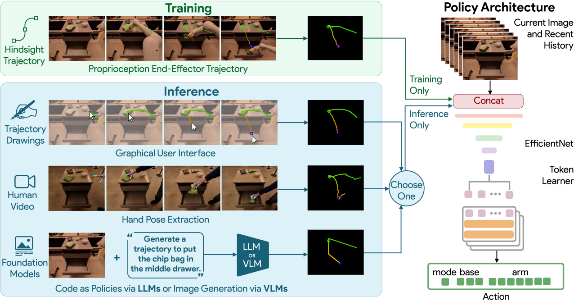 Training
Hindsight
Trajectory
Proprioception End-Effector Trajectory
Inference
Trajectory
Drawings
Graphical User Interface
Human
Video
Hand Pose Extraction
Foundation
Models
+
“
Generate a
trajectory to put
the chip bag in
the middle drawer.
”
LLM
OR
VLM
Code as Policies via LLMs or Image Generation via VLMs
Choose
One
Training
Only
Inference
Only
Policy Architecture
Current Image
and Recent
History
Concat
EfficientNet
Token
Learner
mode base arm
Action